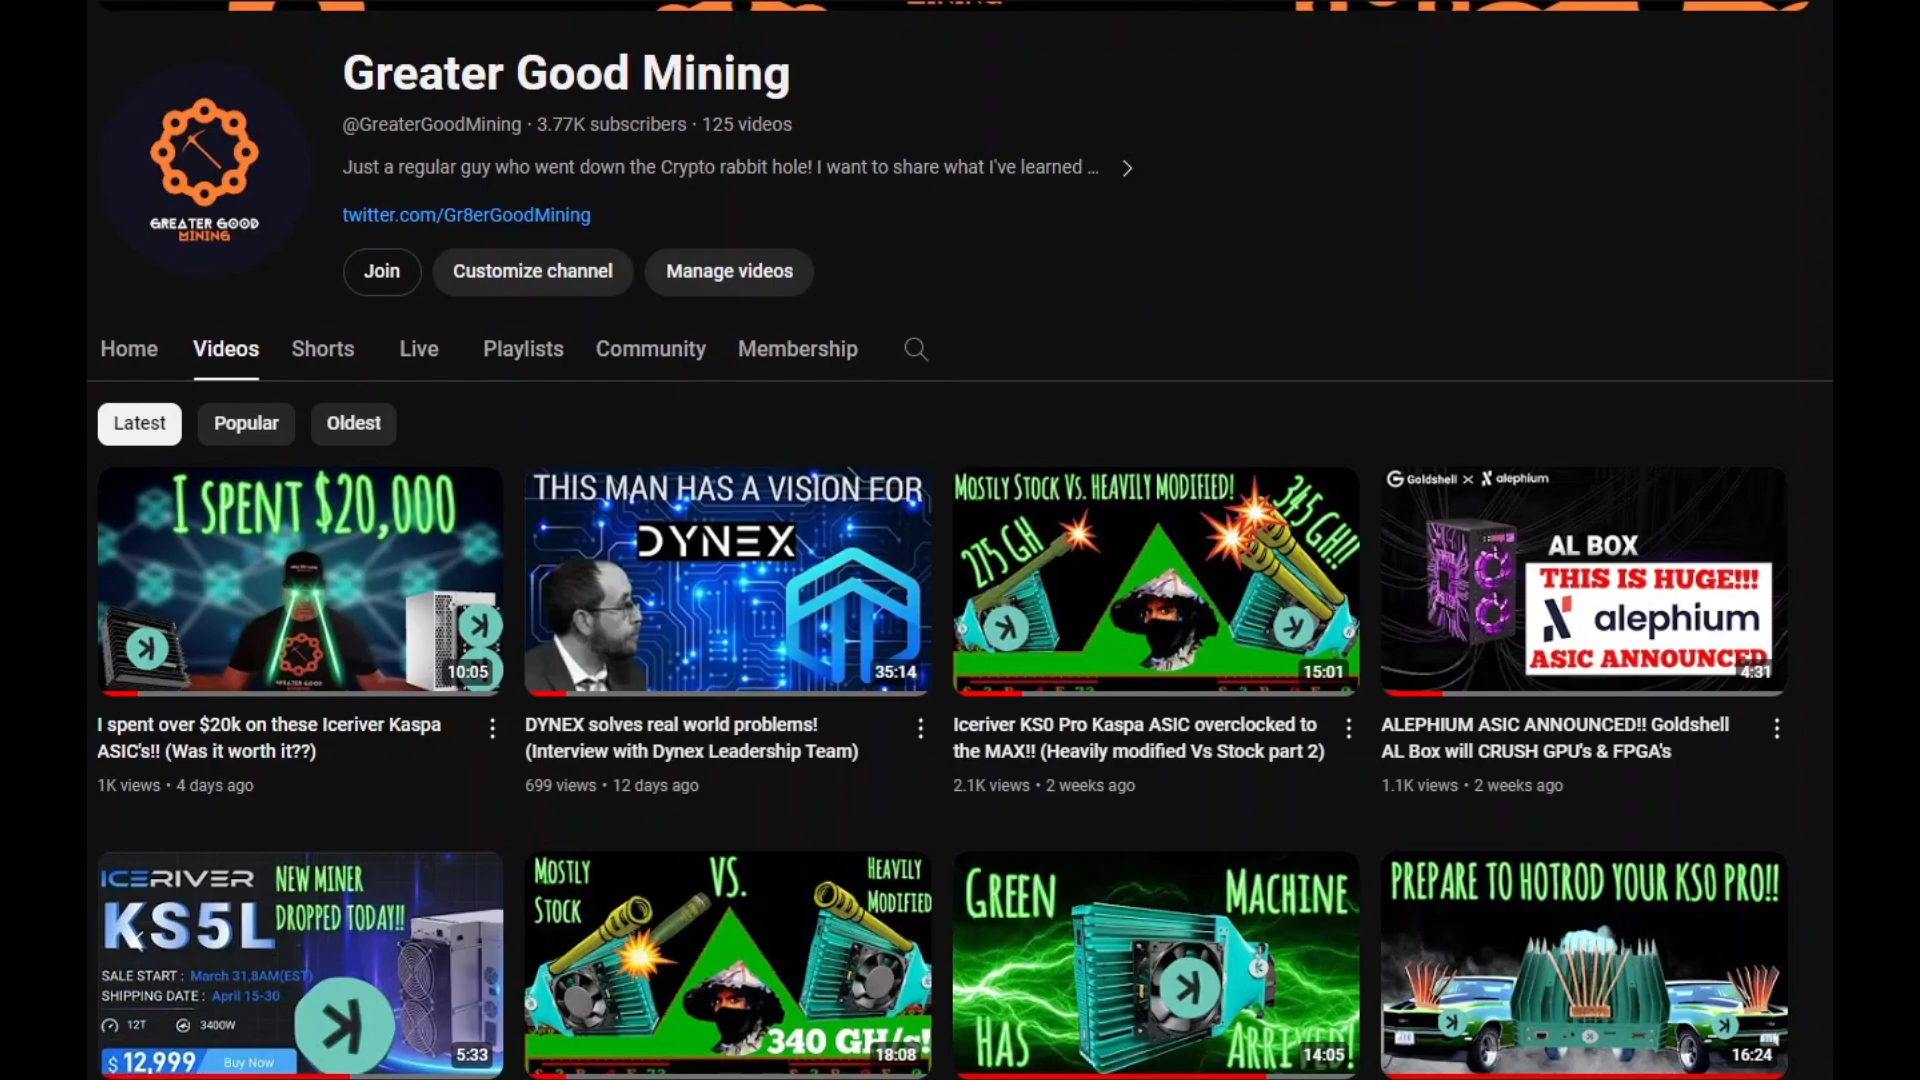 Greater Good Mining
@GreaterGoodMining · 3.77K subscribers · 125 videos
Just a regular guy who went down the Crypto rabbit hole! I want to share what I've learned ...
twitter.com/Gr8erGoodMining
GREATER GOOD
MINING
Join
Customize channel
Manage videos
Home
Videos
Shorts
Live
Playlists
Community
Membership
Latest
Popular
Oldest
I SPENT $20,000
GREATER GOOD
10:05
THIS MAN HAS A VISION FOR
DYNEX
35:14
MOSTLY STOCK VS. HEAVILY MODIFIED!
275 GH
345 GH!!
15:01
Goldshell × alephium
AL BOX
THIS IS HUGE!!!
alephium
ASIC ANNOUNCED
4:31
I spent over $20k on these Iceriver Kaspa
ASIC's!! (Was it worth it??)
1K views • 4 days ago
DYNEX solves real world problems!
(Interview with Dynex Leadership Team)
699 views • 12 days ago
Iceriver KS0 Pro Kaspa ASIC overclocked to
the MAX!! (Heavily modified Vs Stock part 2)
2.1K views • 2 weeks ago
ALEPHIUM ASIC ANNOUNCED!! Goldshell
AL Box will CRUSH GPU's & FPGA's
1.1K views • 2 weeks ago
ICERIVER
KS5L
NEW MINER
DROPPED TODAY!!
SALE START : March 31,8AM(EST)
SHIPPING DATE : April 15-30
12T
3400W
$ 12,999
Buy Now
5:33
MOSTLY
STOCK
VS.
HEAVILY
MODIFIED
340 GH/s!
18:08
GREEN
MACHINE
HAS
ARRIVED!
14:05
PREPARE TO HOTROD YOUR KS0 PRO!!
16:24